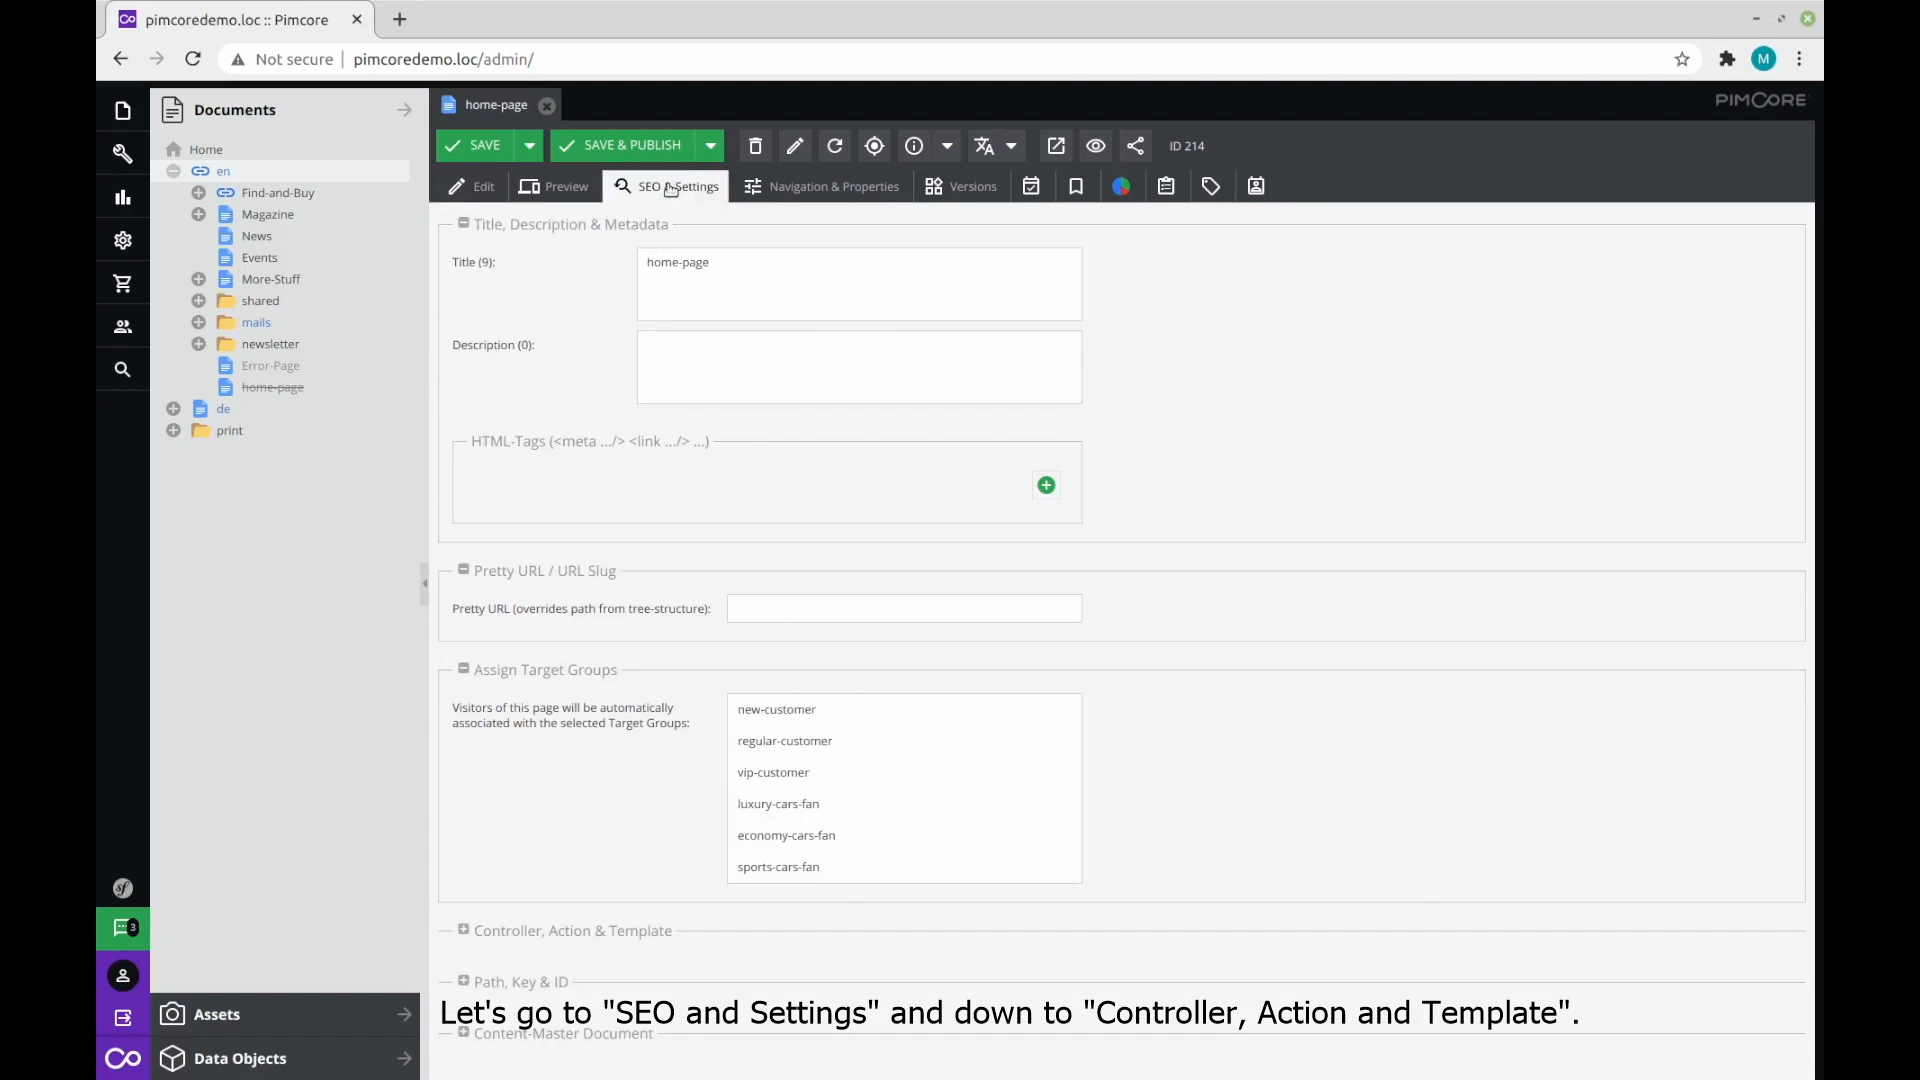 pimcoredemo.loc :: Pimcore
Not secure
pimcoredemo.loc/admin/
M
Documents
home-page
PIMCORE
SAVE
SAVE & PUBLISH
ID 214
Edit
Preview
SEO & Settings
Navigation & Properties
Versions
Home
en
Find-and-Buy
Magazine
News
Events
More-Stuff
shared
mails
newsletter
Error-Page
home-page
de
print
Title, Description & Metadata
Title (9):
home-page
Description (0):
HTML-Tags (<meta .../> <link .../> ...)
Pretty URL / URL Slug
Pretty URL (overrides path from tree-structure):
Assign Target Groups
Visitors of this page will be automatically
associated with the selected Target Groups:
new-customer
regular-customer
vip-customer
luxury-cars-fan
economy-cars-fan
sports-cars-fan
Controller, Action & Template
Path, Key & ID
Let's go to "SEO and Settings" and down to "Controller, Action and Template".
Content-Master Document
sf
3
Assets
Data Objects